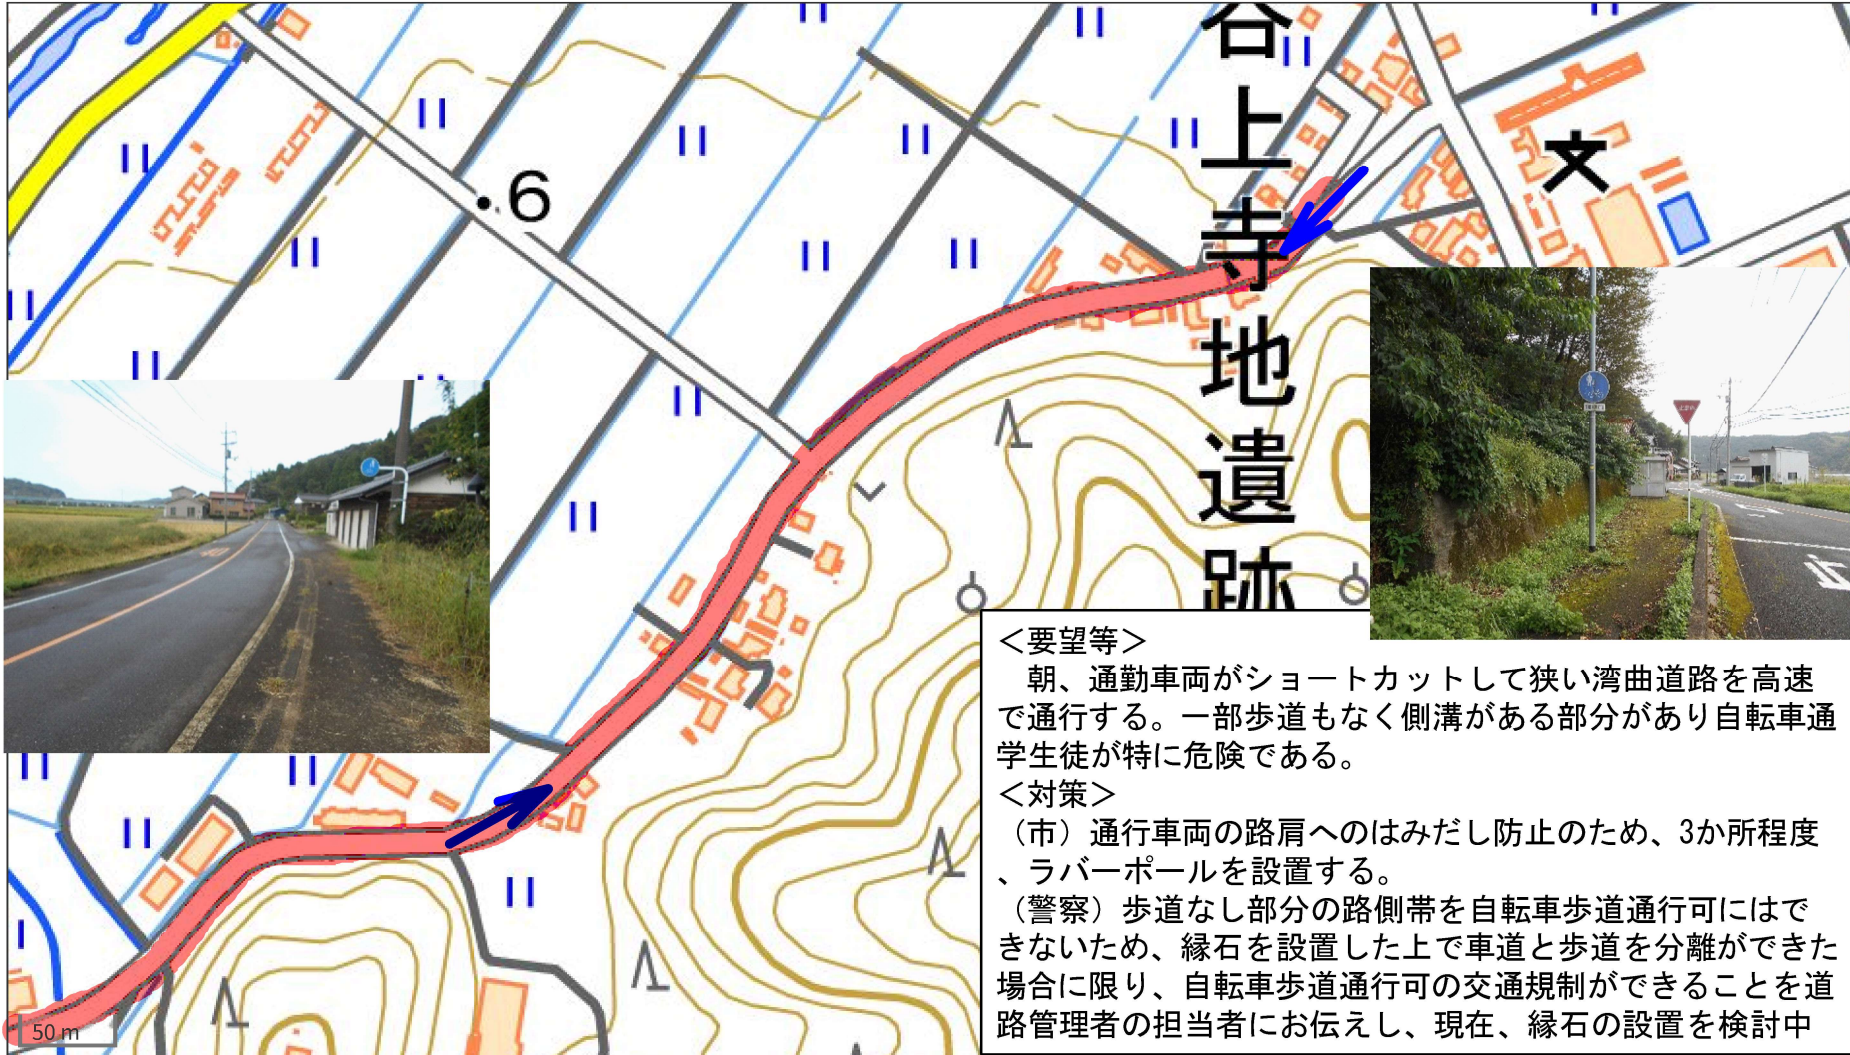 谷上寺地遺跡
.6
50 m
＜要望等＞
　朝、通勤車両がショートカットして狭い湾曲道路を高速
で通行する。一部歩道もなく側溝がある部分があり自転車通
学生徒が特に危険である。
＜対策＞
（市）通行車両の路肩へのはみだし防止のため、3か所程度
、ラバーポールを設置する。
（警察）歩道なし部分の路側帯を自転車歩道通行可にはで
きないため、縁石を設置した上で車道と歩道を分離ができた
場合に限り、自転車歩道通行可の交通規制ができることを道
路管理者の担当者にお伝えし、現在、縁石の設置を検討中